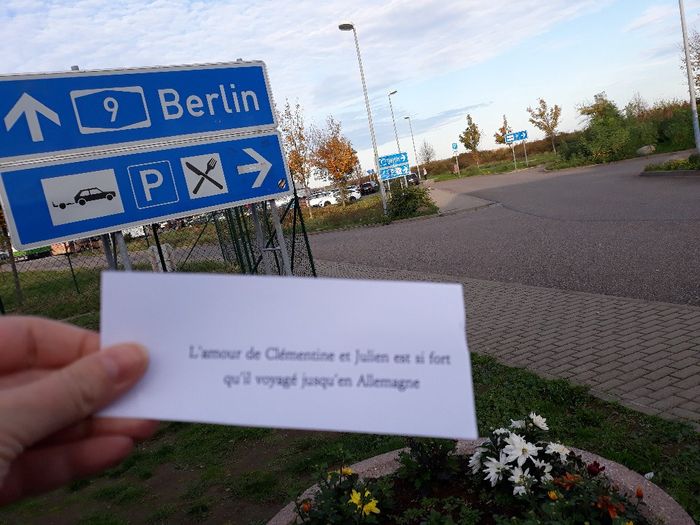 9 Berlin
P
L'amour de Clémentine et Julien est si fort
qu'il voyagé jusqu'en Allemagne